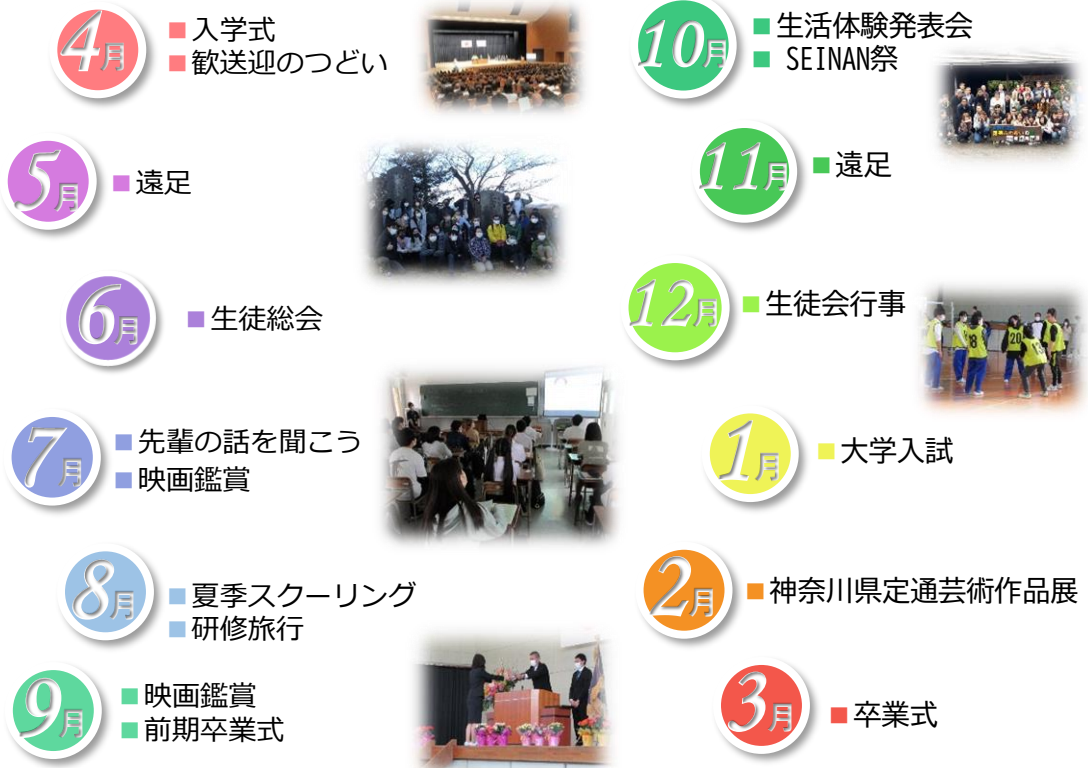 4月
■入学式
■歓送迎のつどい
5月
■遠足
6月
■生徒総会
7月
■先輩の話を聞こう
■映画鑑賞
8月
■夏季スクーリング
■研修旅行
9月
■映画鑑賞
■前期卒業式
10月
■生活体験発表会
■ SEINAN祭
11月
■遠足
12月
■生徒会行事
1月
■大学入試
2月
■神奈川県定通芸術作品展
3月
■卒業式